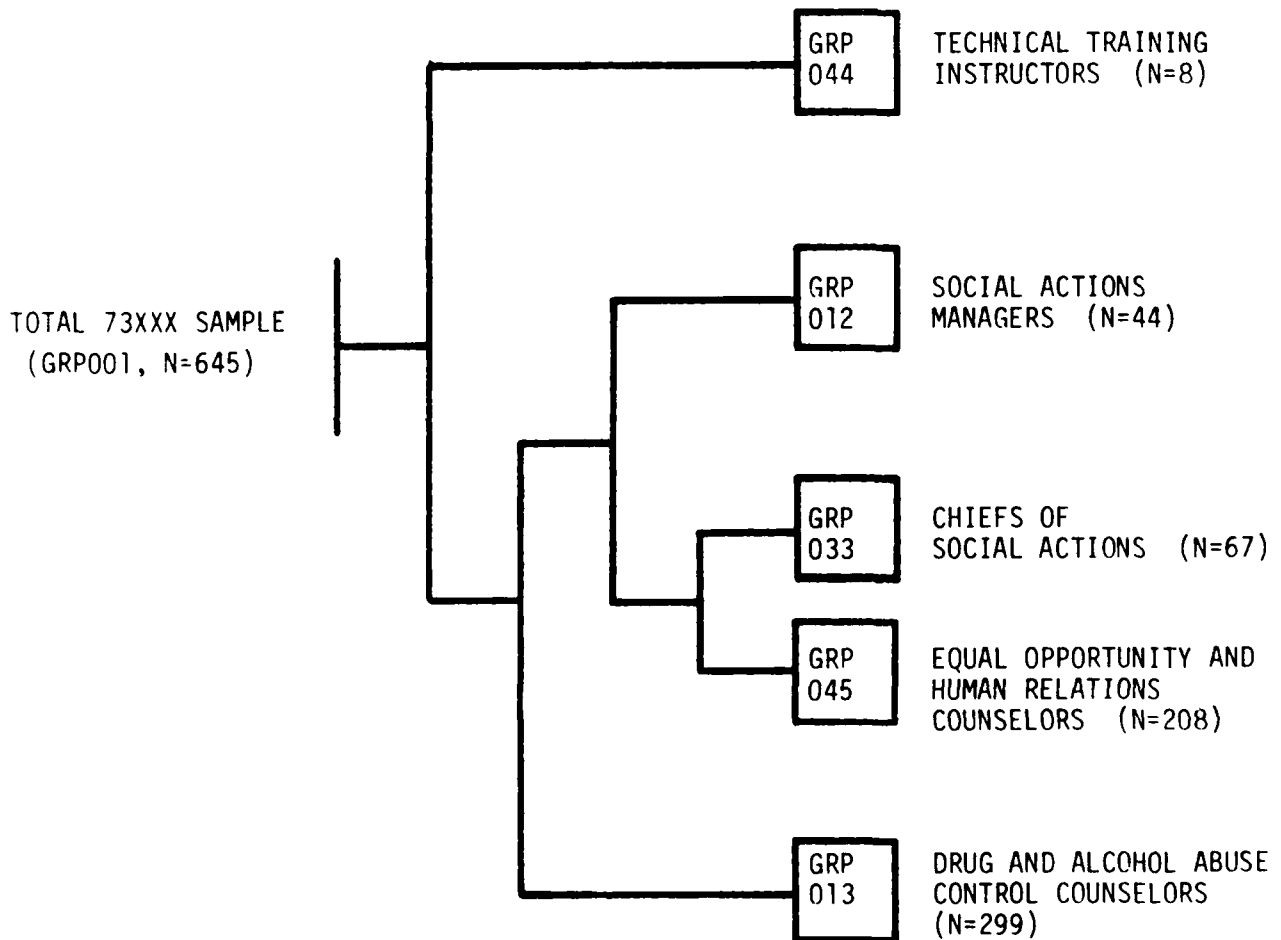 GRP
044
TECHNICAL TRAINING
INSTRUCTORS (N=8)
GRP
012
SOCIAL ACTIONS
MANAGERS (N=44)
TOTAL 73XXX SAMPLE
(GRP001, N=645)
GRP
033
CHIEFS OF
SOCIAL ACTIONS (N=67)
GRP
045
EQUAL OPPORTUNITY AND
HUMAN RELATIONS
COUNSELORS (N=208)
GRP
013
DRUG AND ALCOHOL ABUSE
CONTROL COUNSELORS
(N=299)